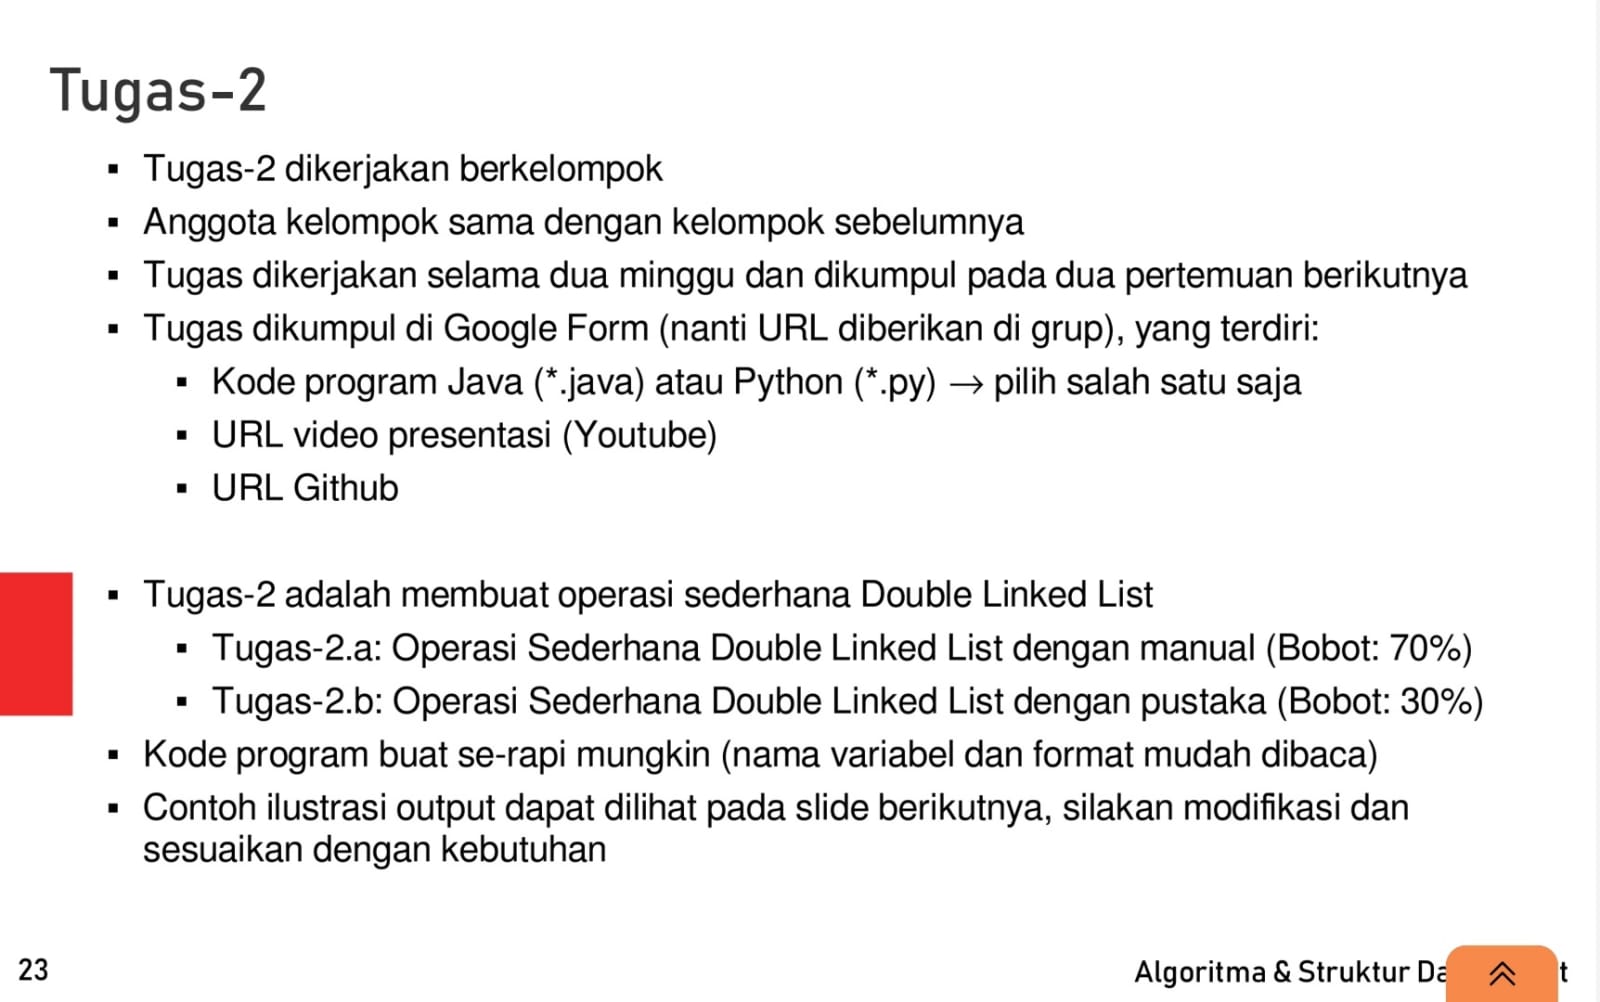 Tugas-2
▪ Tugas-2 dikerjakan berkelompok
▪ Anggota kelompok sama dengan kelompok sebelumnya
▪ Tugas dikerjakan selama dua minggu dan dikumpul pada dua pertemuan berikutnya
▪ Tugas dikumpul di Google Form (nanti URL diberikan di grup), yang terdiri:
▪ Kode program Java (*.java) atau Python (*.py) → pilih salah satu saja
▪ URL video presentasi (Youtube)
▪ URL Github
▪ Tugas-2 adalah membuat operasi sederhana Double Linked List
▪ Tugas-2.a: Operasi Sederhana Double Linked List dengan manual (Bobot: 70%)
▪ Tugas-2.b: Operasi Sederhana Double Linked List dengan pustaka (Bobot: 30%)
▪ Kode program buat se-rapi mungkin (nama variabel dan format mudah dibaca)
▪ Contoh ilustrasi output dapat dilihat pada slide berikutnya, silakan modifikasi dan
sesuaikan dengan kebutuhan
23
Algoritma & Struktur